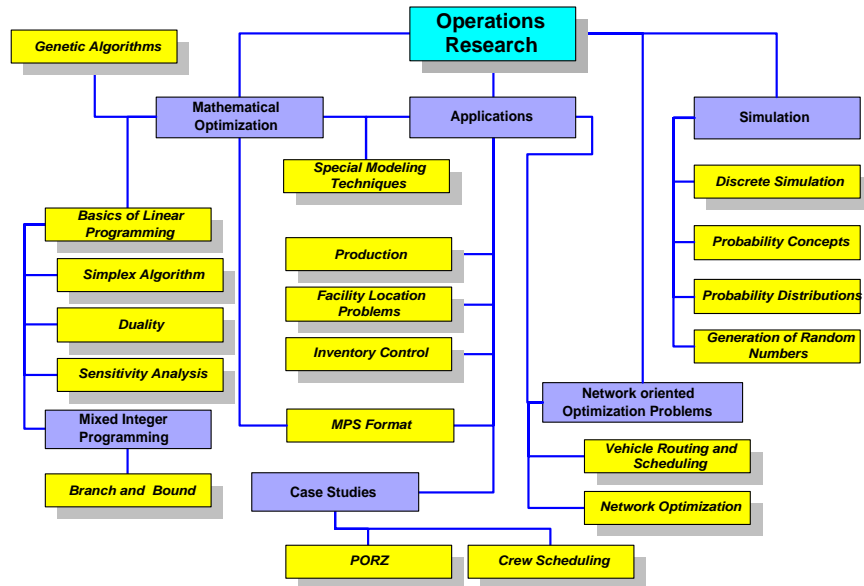 Operations
Research
Genetic Algorithms
Mathematical
Optimization
Applications
Simulation
Special Modeling
Techniques
Discrete Simulation
Basics of Linear
Programming
Probability Concepts
Production
Simplex Algorithm
Facility Location
Problems
Probability Distributions
Duality
Inventory Control
Generation of Random
Numbers
Sensitivity Analysis
Network oriented
Optimization Problems
Mixed Integer
Programming
MPS Format
Vehicle Routing and
Scheduling
Branch and Bound
Case Studies
Network Optimization
PORZ
Crew Scheduling